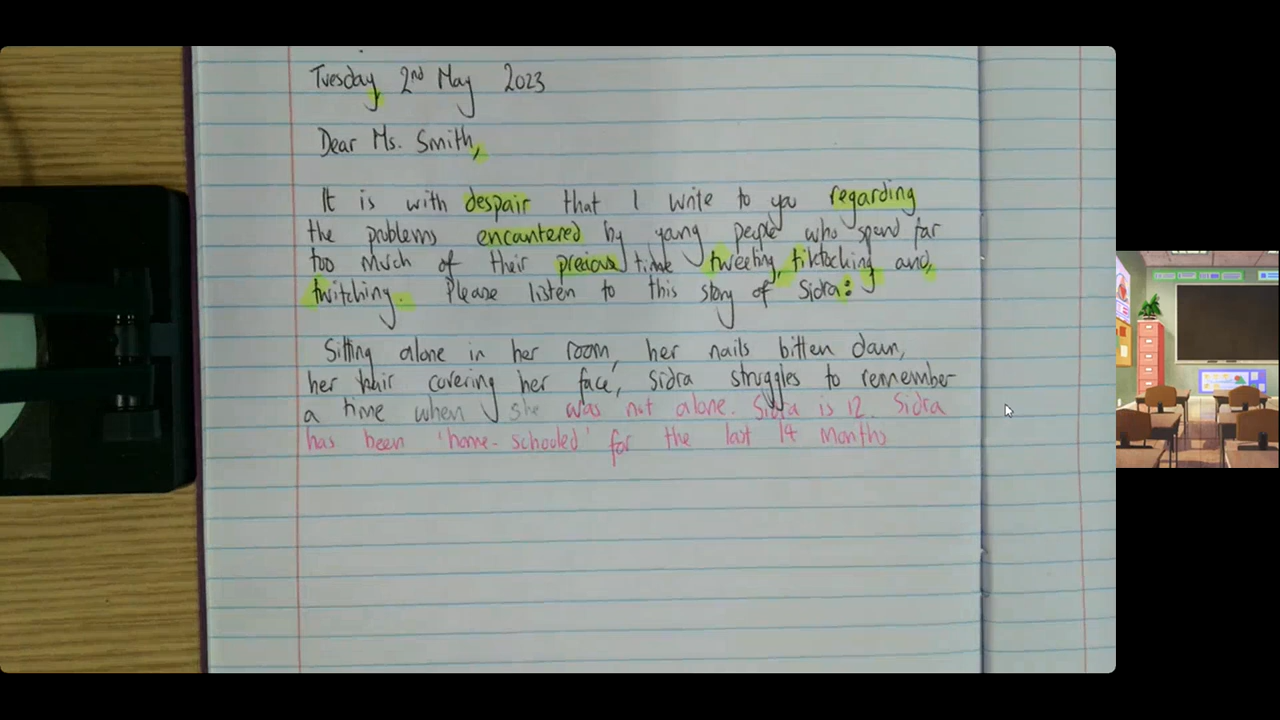 Tuesday, 2nd May 2023
Dear Ms. Smith,
It is with despair that I write to you regarding
the problems encountered by young people who spend far
too much of their precious time tweeting, tiktocking and,
twitching. Please listen to this story of Sidra:
Sitting alone in her room, her nails bitten down,
her hair covering her face, Sidra struggles to remember
a time when she was not alone. Sidra is 12. Sidra
has been 'home-schooled' for the last 14 months